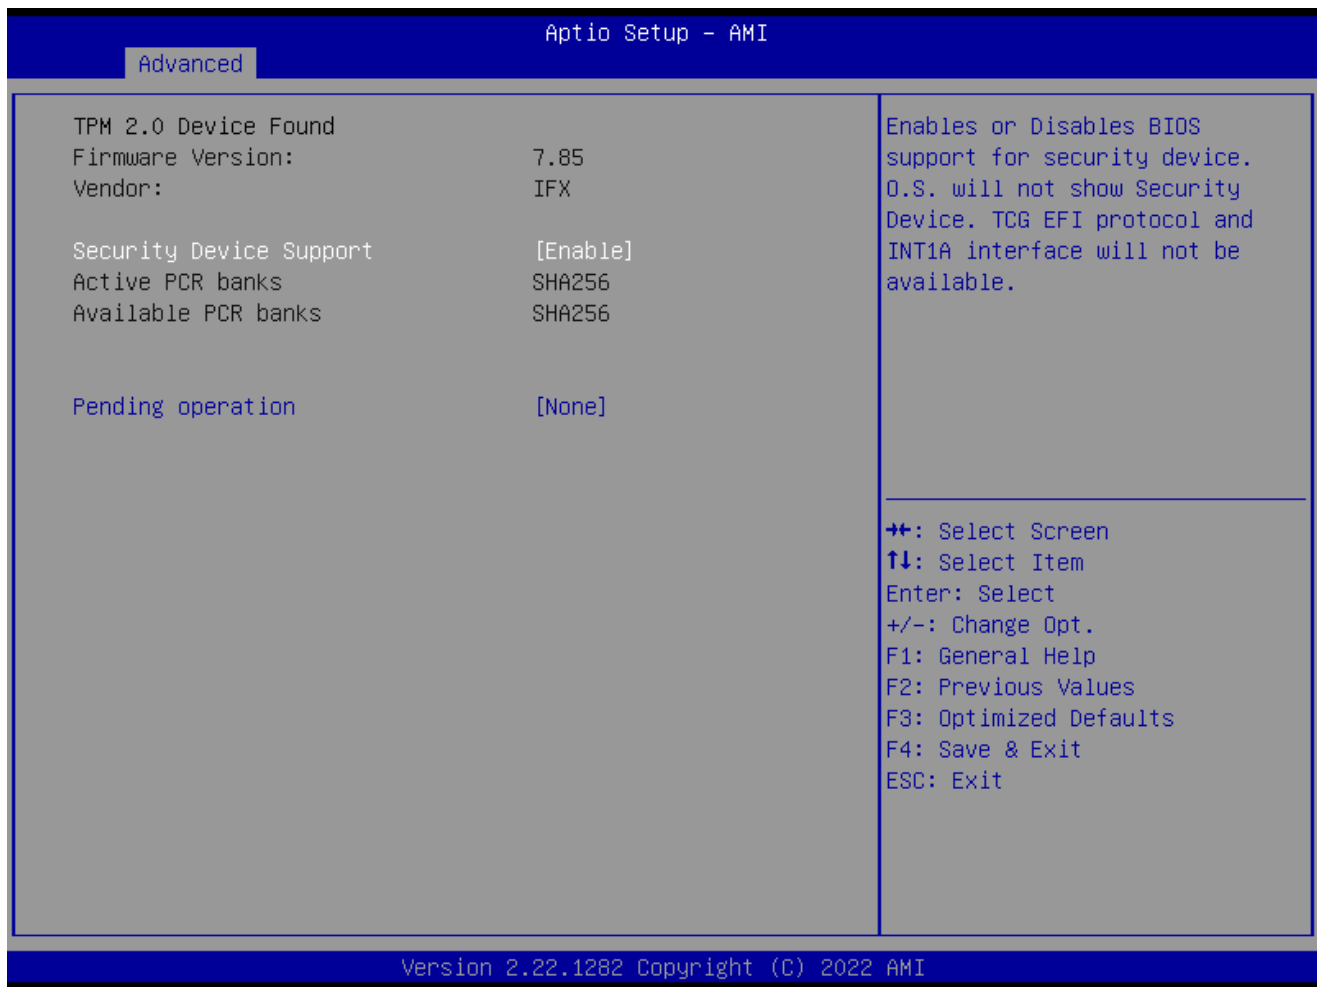 Aptio Setup – AMI
Advanced
TPM 2.0 Device Found
Firmware Version: 7.85
Vendor: IFX
Security Device Support [Enable]
Active PCR banks SHA256
Available PCR banks SHA256
Pending operation [None]
Enables or Disables BIOS
support for security device.
O.S. will not show Security
Device. TCG EFI protocol and
INT1A interface will not be
available.
→←: Select Screen
↑↓: Select Item
Enter: Select
+/-: Change Opt.
F1: General Help
F2: Previous Values
F3: Optimized Defaults
F4: Save & Exit
ESC: Exit
Version 2.22.1282 Copyright (C) 2022 AMI